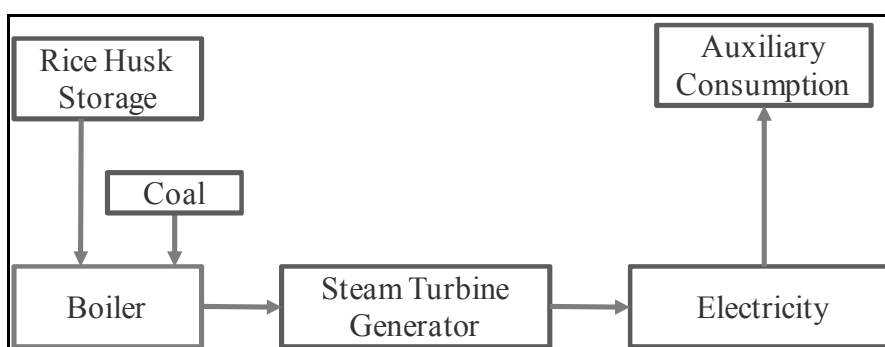 Rice Husk
Storage
Auxiliary
Consumption
Coal
Boiler
Steam Turbine
Generator
Electricity